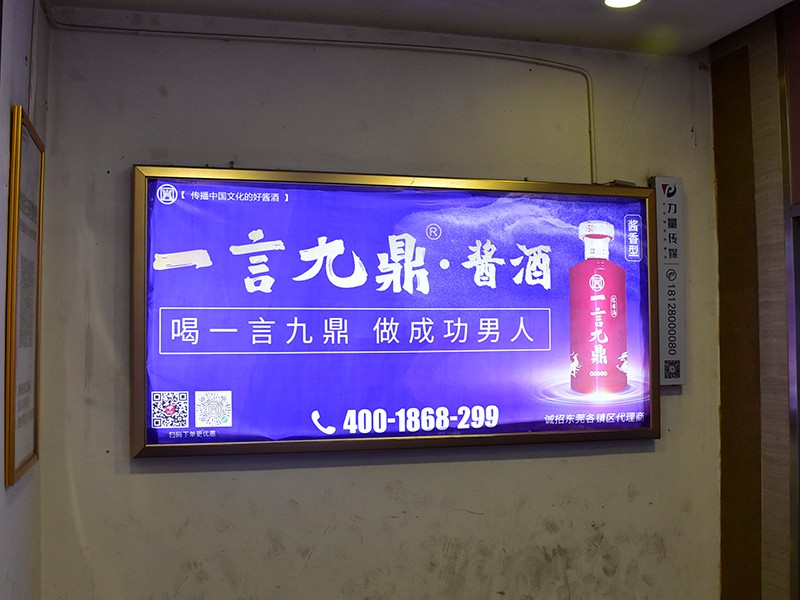 【 传播中国文化的好酱酒 】
一言九鼎®·酱酒
喝一言九鼎 做成功男人
扫码下单更优惠
400-1868-299
诚招东莞各镇区代理商
酱香型
一言九鼎
力量传媒
18128000080